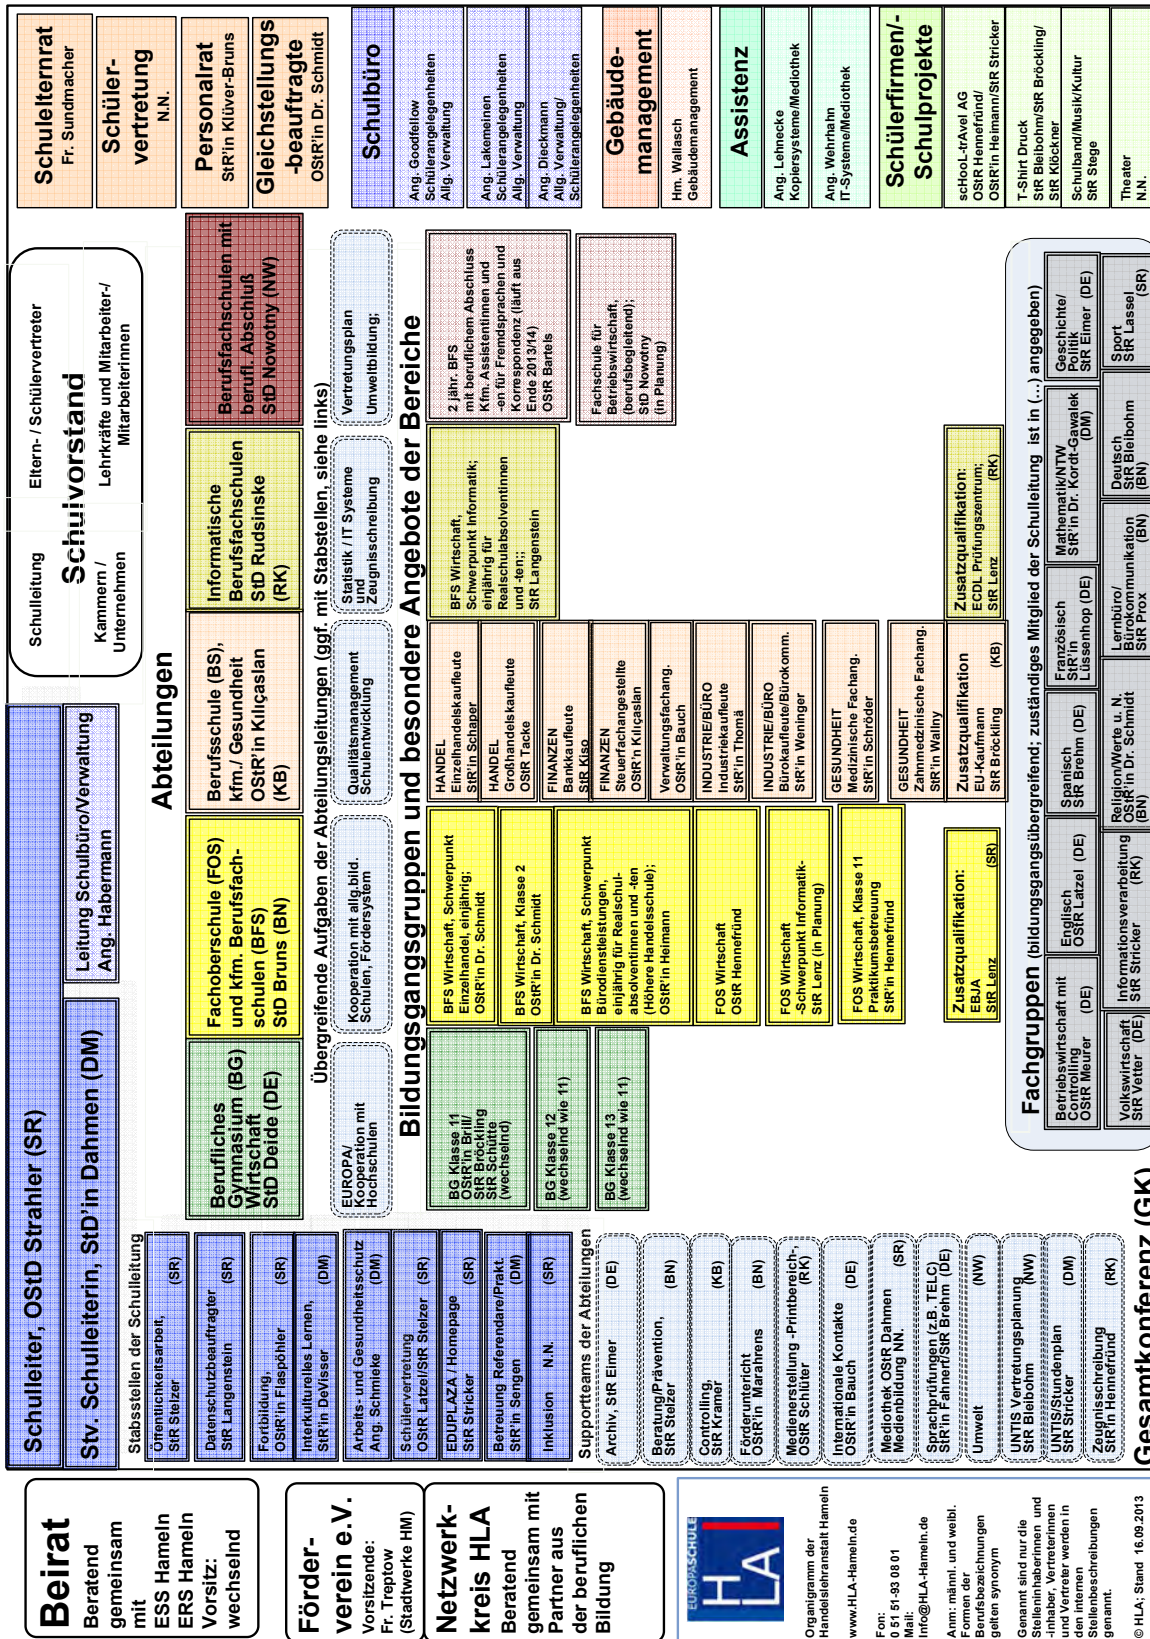 Schulleiter, OStD Strahler (SR)
Stv. Schulleiterin, StD'in Dahmen (DM)
Leitung Schulbüro/Verwaltung
Ang. Habermann
Schulleitung
Eltern- / Schülervertreter
Schulvorstand
Kammern /
Unternehmen
Lehrkräfte und Mitarbeiter-/
Mitarbeiterinnen
Schulelternrat
Fr. Sundmacher
Schüler-
vertretung
N.N.
Personalrat
StR'in Klüver-Bruns
Gleichstellungs
-beauftragte
OStR'in Dr. Schmidt
Schulbüro
Ang. Goodfellow
Schülerangelegenheiten
Allg. Verwaltung
Ang. Lakemeinen
Schülerangelegenheiten
Allg. Verwaltung
Ang. Dieckmann
Allg. Verwaltung/
Schülerangelegenheiten
Gebäude-
management
Hm. Wallasch
Gebäudemanagement
Assistenz
Ang. Lehnecke
Kopiersysteme/Mediothek
Ang. Wehrhahn
IT-Systeme/Mediothek
Schülerfirmen/-
Schulprojekte
scHooL-trAvel AG
OStR Hennefründ/
OStR'in Heimann/StR Stricker
T-Shirt Druck
StR Bleibohm/StR Bröckling/
StR Klöckner
Schulband/Musik/Kultur
StR Stege
Theater
N.N.
Abteilungen
Berufliches
Gymnasium (BG)
Wirtschaft
StD Deide (DE)
Fachoberschule (FOS)
und kfm. Berufsfach-
schulen (BFS)
StD Bruns (BN)
Berufsschule (BS),
kfm./ Gesundheit
OStR'in Kılıçaslan
(KB)
Informatische
Berufsfachschulen
StD Rudsinske
(RK)
Berufsfachschulen mit
berufl. Abschluß
StD Nowotny (NW)
Übergreifende Aufgaben der Abteilungsleitungen (ggf. mit Stabstellen, siehe links)
EUROPA/
Kooperation mit
Hochschulen
Kooperation mit allg.bild.
Schulen, Fördersystem
Qualitätsmanagement
Schulentwicklung
Statistik / IT Systeme
und
Zeugnisschreibung
Vertretungsplan
Umweltbildung;
Bildungsgangsgruppen und besondere Angebote der Bereiche
BG Klasse 11
OStR'in Brill/
StR Bröckling
StR Schütte
(wechselnd)
BG Klasse 12
(wechselnd wie 11)
BG Klasse 13
(wechselnd wie 11)
BFS Wirtschaft, Schwerpunkt
Einzelhandel, einjährig;
OStR'in Dr. Schmidt
BFS Wirtschaft, Klasse 2
OStR'in Dr. Schmidt
BFS Wirtschaft, Schwerpunkt
Bürodienstleistungen,
einjährig für Realschul-
absolventinnen und -ten
(Höhere Handelsschule);
OStR'in Heimann
FOS Wirtschaft
OStR Hennefründ
FOS Wirtschaft
-Schwerpunkt Informatik-
StR Lenz (in Planung)
FOS Wirtschaft, Klasse 11
Praktikumsbetreuung
StR'in Hennefründ
Zusatzqualifikation:
EBJA
StR Lenz (SR)
HANDEL
Einzelhandelskaufleute
StR'in Schaper
HANDEL
Großhandelskaufleute
OStR Tacke
FINANZEN
Bankkaufleute
StR Kiso
FINANZEN
Steuerfachangestellte
OStR'in Kılıçaslan
Verwaltungsfachang.
OStR'in Bauch
INDUSTRIE/BÜRO
Industriekaufleute
StR'in Thomä
INDUSTRIE/BÜRO
Bürokaufleute/Bürokomm.
StR'in Weninger
GESUNDHEIT
Medizinische Fachang.
StR'in Schröder
GESUNDHEIT
Zahnmedzinische Fachang.
StR'in Wallny
Zusatzqualifikation
EU-Kaufmann
StR Bröckling (KB)
BFS Wirtschaft,
Schwerpunkt Informatik;
einjährig für
Realschulabsolventinnen
und -ten;;
StR Langenstein
Zusatzqualifikation:
ECDL Prüfungszentrum;
StR Lenz (RK)
2 jähr. BFS
mit beruflichem Abschluss
Kfm. Assistentinnen und
-en für Fremdsprachen und
Korrespondenz (läuft aus
Ende 2013/14)
OStR Bartels
Fachschule für
Betriebswirtschaft,
(berufsbegleitend);
StD Nowotny
(in Planung)
Fachgruppen (bildungsgangsübergreifend; zuständiges Mitglied der Schulleitung ist in (...) angegeben)
Betriebswirtschaft mit
Controlling
OStR Meurer (DE)
Englisch
OStR Latzel (DE)
Spanisch
StR Brehm (DE)
Französisch
StR'in
Lüssenhop (DE)
Mathematik/NTW
StR'in Dr. Kordt-Gawalek
(DM)
Geschichte/
Politik
StR Eimer (DE)
Volkswirtschaft
StR Vetter (DE)
Informationsverarbeitung
StR Stricker (RK)
Religion/Werte u. N.
OStR'in Dr. Schmidt
(BN)
Lernbüro/
Bürokommunikation
StR Prox (BN)
Deutsch
StR Bleibohm
(BN)
Sport
StR Lassel
(SR)
Stabsstellen der Schulleitung
Öffentlichkeitsarbeit,
StR Stelzer (SR)
Datenschutzbeauftragter
StR Langenstein (SR)
Fortbildung,
OStR'in Flaspöhler (SR)
Interkulturelles Lernen,
StR'in DeVisser (DM)
Arbeits- und Gesundheitsschutz
Ang. Schmieke (DM)
Schülervertretung
OStR Latzel/StR Stelzer (SR)
EDUPLAZA / Homepage
StR Stricker (SR)
Betreuung Referendare/Prakt.
StR'in Sengen (DM)
Inklusion N.N. (SR)
Supportteams der Abteilungen
Archiv, StR Eimer (DE)
Beratung/Prävention,
StR Stelzer (BN)
Controlling,
StR Kramer (KB)
Förderunterricht
OStR'in Marahrens (BN)
Medienerstellung -Printbereich-,
OStR Schlüter (RK)
Internationale Kontakte
OStR'in Bauch (DE)
Mediothek OStR Dahmen
Medienbildung NN. (SR)
Sprachprüfungen (z.B. TELC)
StR'in Fahnert/StR Brehm (DE)
Umwelt (NW)
UNTIS Vertretungsplanung
StR Bleibohm (NW)
UNTIS/Stundenplan
StR Stricker (DM)
Zeugnisschreibung
StR'in Hennefründ (RK)
Gesamtkonferenz (GK)
Beirat
Beratend
gemeinsam
mit
ESS Hameln
ERS Hameln
Vorsitz:
wechselnd
Förder-
verein e.V.
Vorsitzende:
Fr. Treptow
(Stadtwerke HM)
Netzwerk-
kreis HLA
Beratend
gemeinsam mit
Partner aus
der beruflichen
Bildung
EUROPASCHULE
HLA
Organigramm der
Handelslehranstalt Hameln
www.HLA-Hameln.de
Fon:
0 51 51-93 08 01
Mail:
Info@HLA-Hameln.de
Anm: männl. und weibl.
Formen der
Berufsbezeichnungen
gelten synonym
Genannt sind nur die
Stelleninhaberinnen und
-inhaber, Vertreterinnen
und Vertreter werden in
den internen
Stellenbeschreibungen
genannt.
© HLA; Stand 16.09.2013